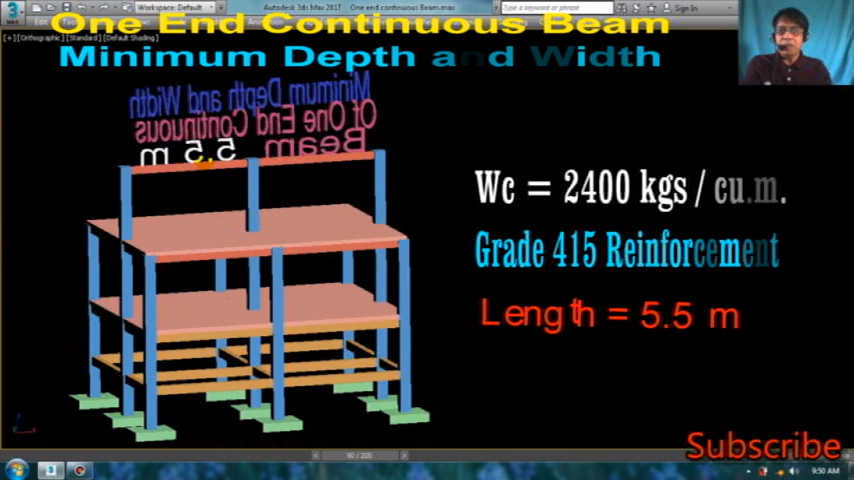 Workspace: Default
Autodesk 3ds Max 2017
One end continuous Beam.max
Type a keyword or phrase
Sign In
One End Continuous Beam
Minimum Depth and Width
[+] [Orthographic] [Standard] [Default Shading]
Minimum Depth and Width
Of One End Continuous
Beam
5.5 m
Wc = 2400 kgs / cu.m.
Grade 415 Reinforcement
Length = 5.5 m
Subscribe
90 / 200
9:50 AM